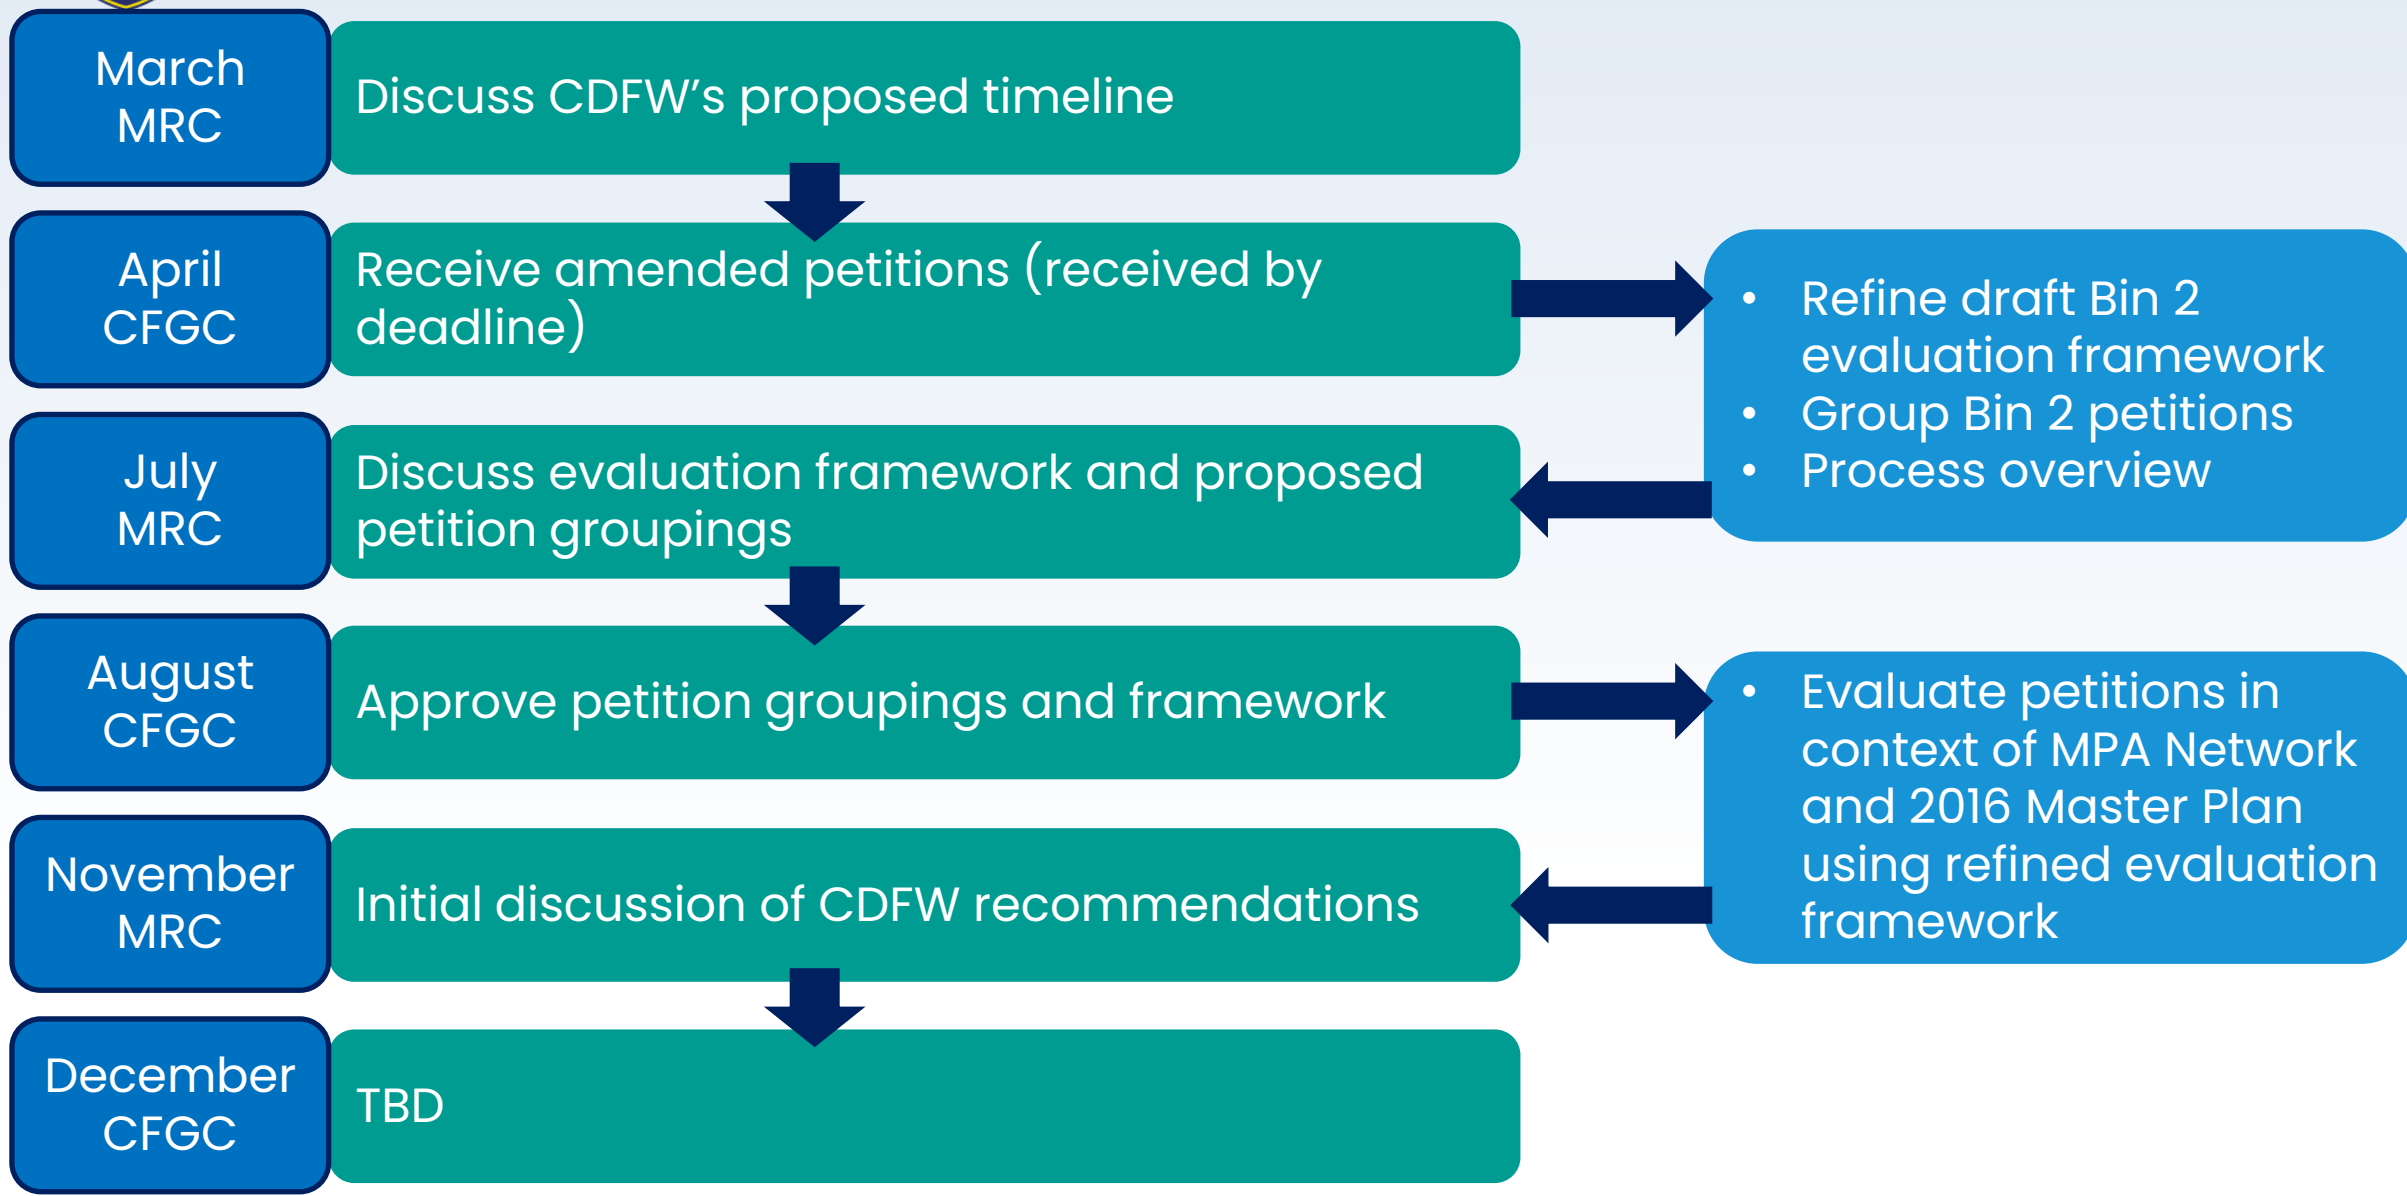 March
MRC
Discuss CDFW’s proposed timeline
April
CFGC
Receive amended petitions (received by
deadline)
• Refine draft Bin 2
evaluation framework
• Group Bin 2 petitions
• Process overview
July
MRC
Discuss evaluation framework and proposed
petition groupings
August
CFGC
Approve petition groupings and framework
• Evaluate petitions in
context of MPA Network
and 2016 Master Plan
using refined evaluation
framework
November
MRC
Initial discussion of CDFW recommendations
December
CFGC
TBD